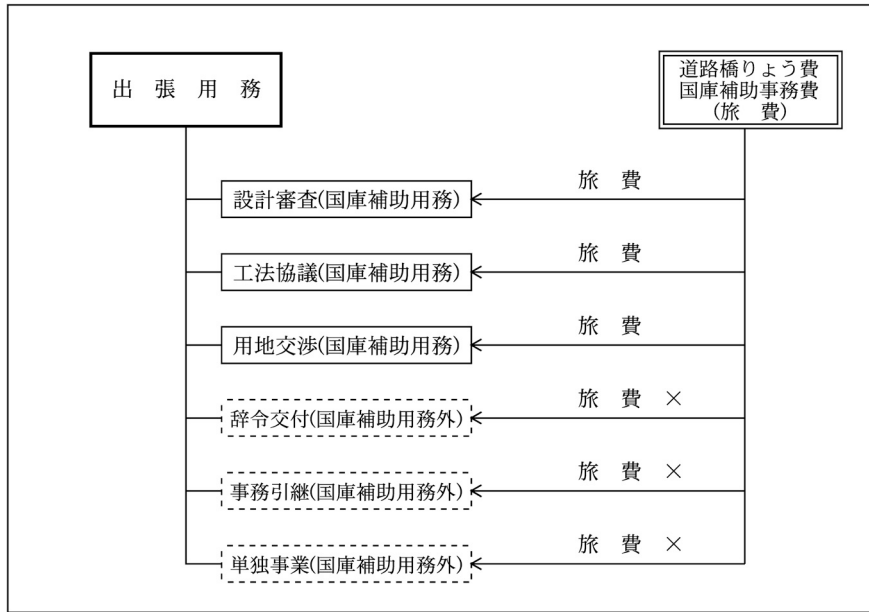 出 張 用 務
道路橋りょう費
国庫補助事務費
(旅 費)
旅 費
設計審査(国庫補助用務)
旅 費
工法協議(国庫補助用務)
旅 費
用地交渉(国庫補助用務)
旅 費 ×
辞令交付(国庫補助用務外)
旅 費 ×
事務引継(国庫補助用務外)
旅 費 ×
単独事業(国庫補助用務外)